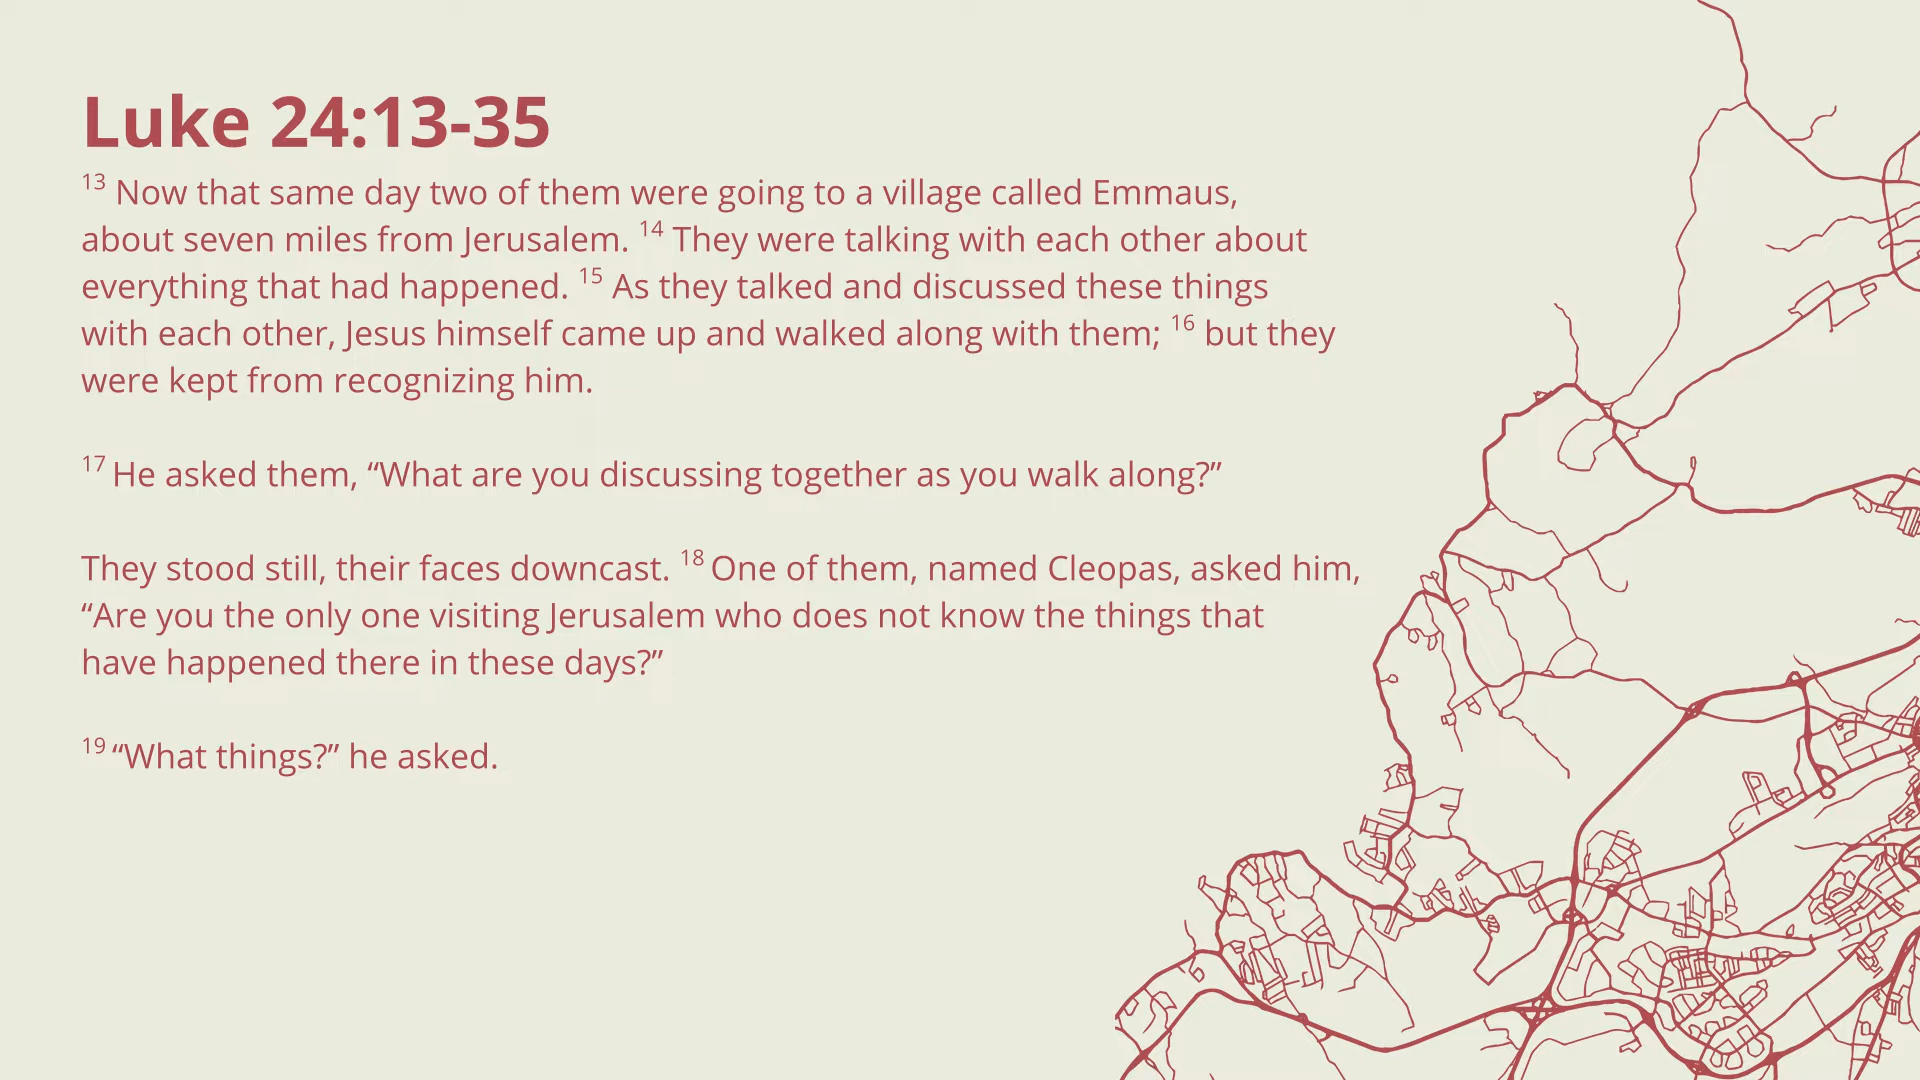 Luke 24:13-35
13 Now that same day two of them were going to a village called Emmaus,
about seven miles from Jerusalem. 14 They were talking with each other about
everything that had happened. 15 As they talked and discussed these things
with each other, Jesus himself came up and walked along with them; 16 but they
were kept from recognizing him.
17 He asked them, “What are you discussing together as you walk along?”
They stood still, their faces downcast. 18 One of them, named Cleopas, asked him,
“Are you the only one visiting Jerusalem who does not know the things that
have happened there in these days?”
19 “What things?” he asked.